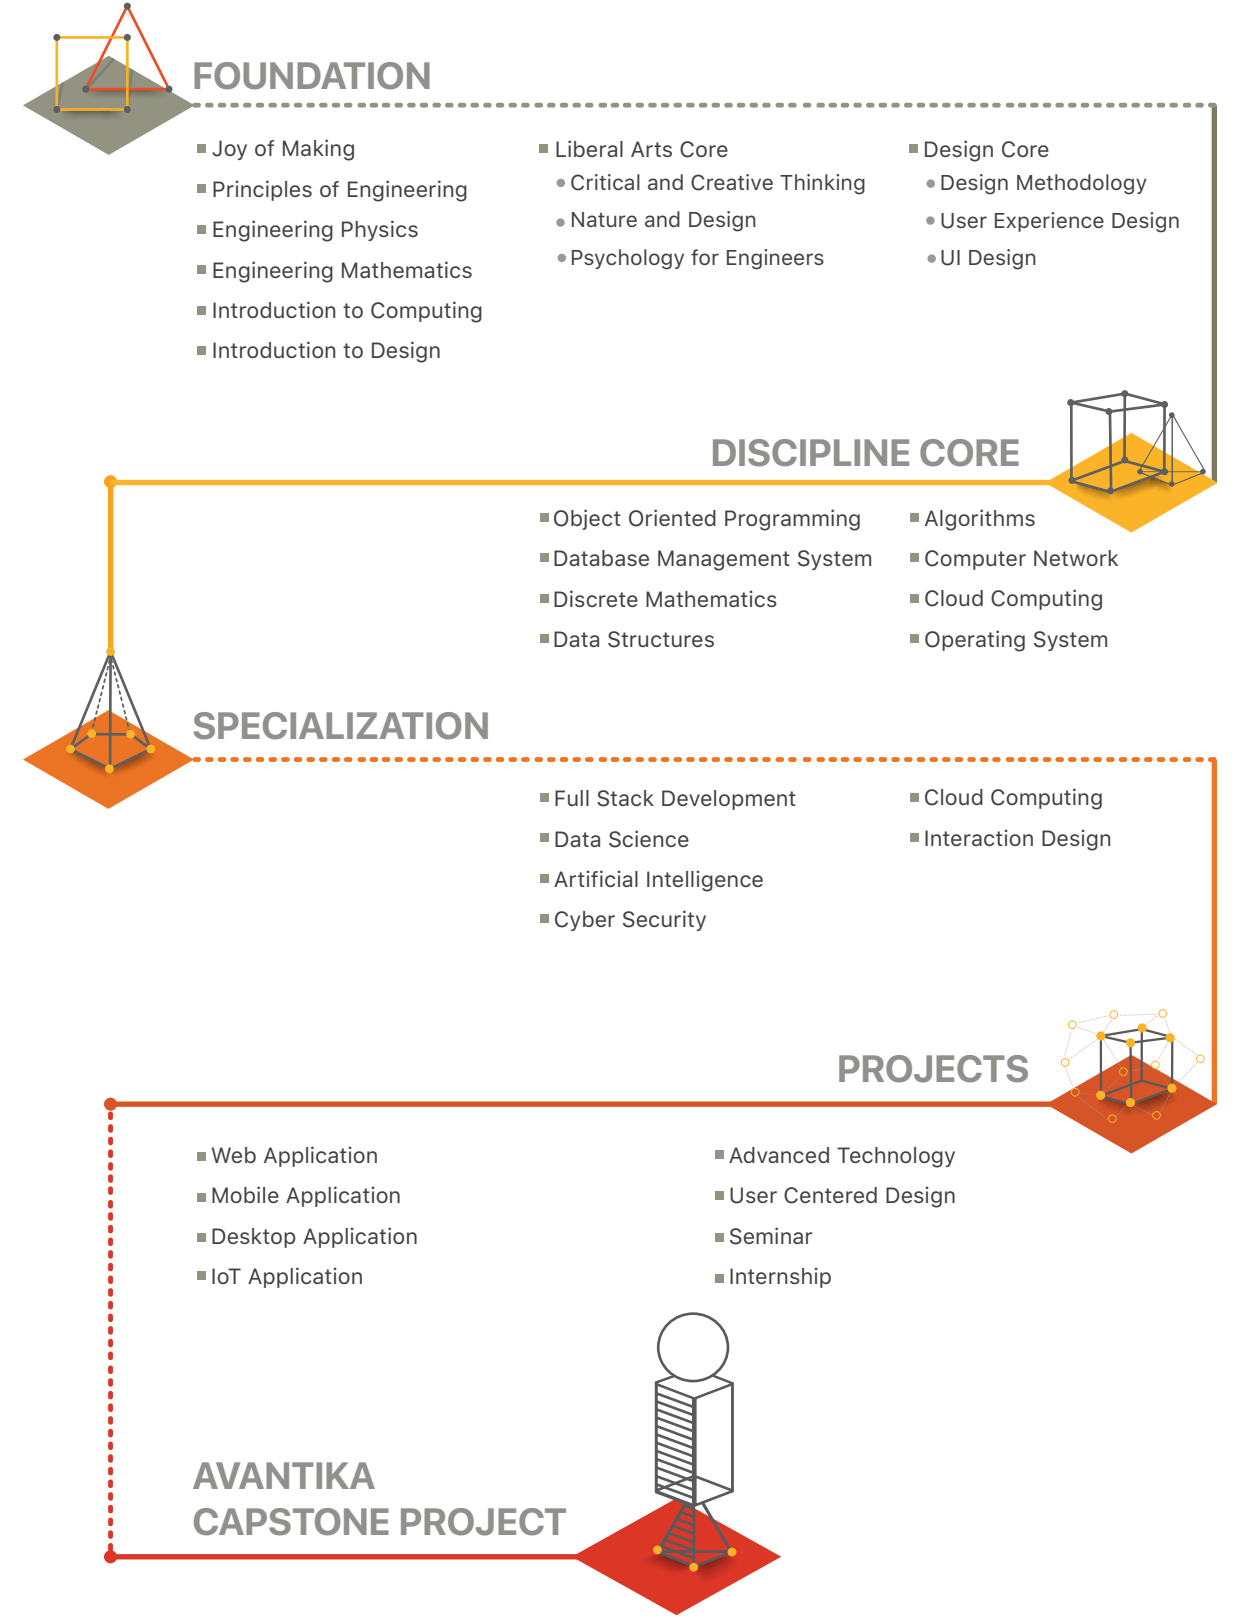 FOUNDATION
Joy of Making
Principles of Engineering
Engineering Physics
Engineering Mathematics
Introduction to Computing
Introduction to Design
Liberal Arts Core
Critical and Creative Thinking
Nature and Design
Psychology for Engineers
Design Core
Design Methodology
User Experience Design
UI Design
DISCIPLINE CORE
Object Oriented Programming
Database Management System
Discrete Mathematics
Data Structures
Algorithms
Computer Network
Cloud Computing
Operating System
SPECIALIZATION
Full Stack Development
Data Science
Artificial Intelligence
Cyber Security
Cloud Computing
Interaction Design
PROJECTS
Web Application
Mobile Application
Desktop Application
IoT Application
Advanced Technology
User Centered Design
Seminar
Internship
AVANTIKA
CAPSTONE PROJECT